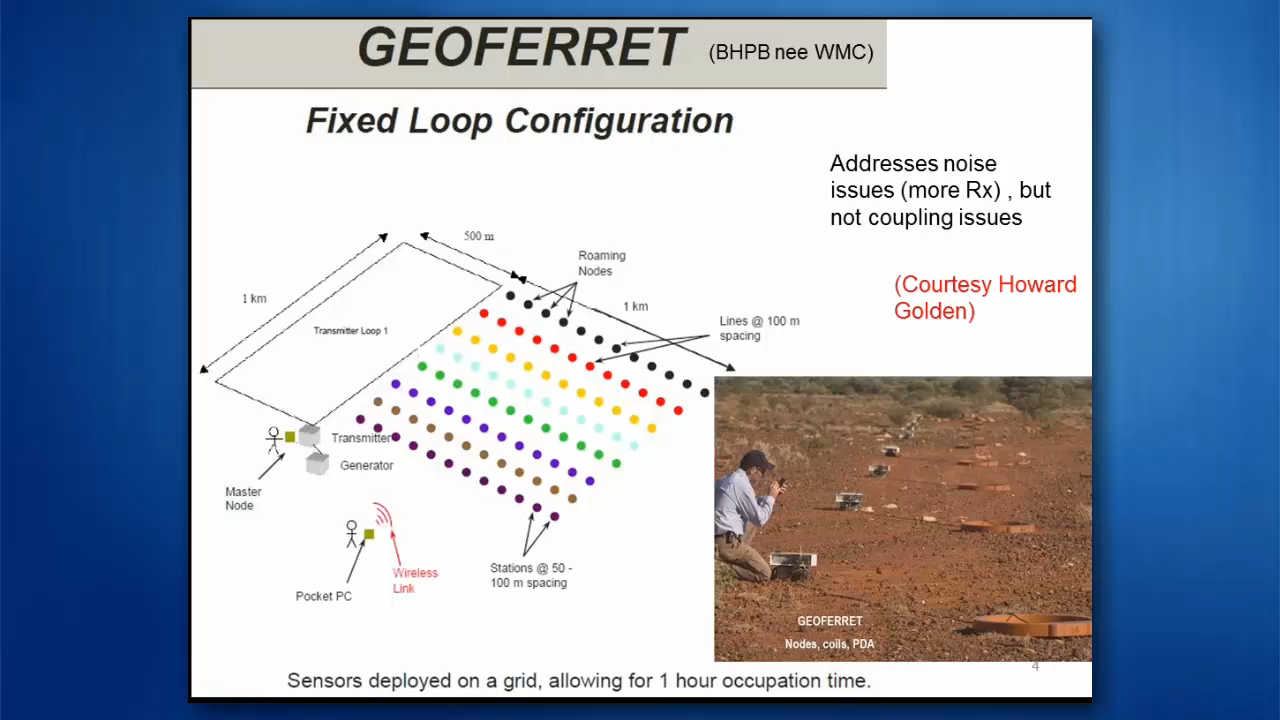 GEOFERRET (BHPB nee WMC)
Fixed Loop Configuration
Addresses noise
issues (more Rx) , but
not coupling issues
(Courtesy Howard
Golden)
500 m
Roaming
Nodes
1 km
1 km
Lines @ 100 m
spacing
Transmitter Loop 1
Transmitter
Generator
Master
Node
Wireless
Link
Pocket PC
Stations @ 50 -
100 m spacing
GEOFERRET
Nodes, coils, PDA
4
Sensors deployed on a grid, allowing for 1 hour occupation time.